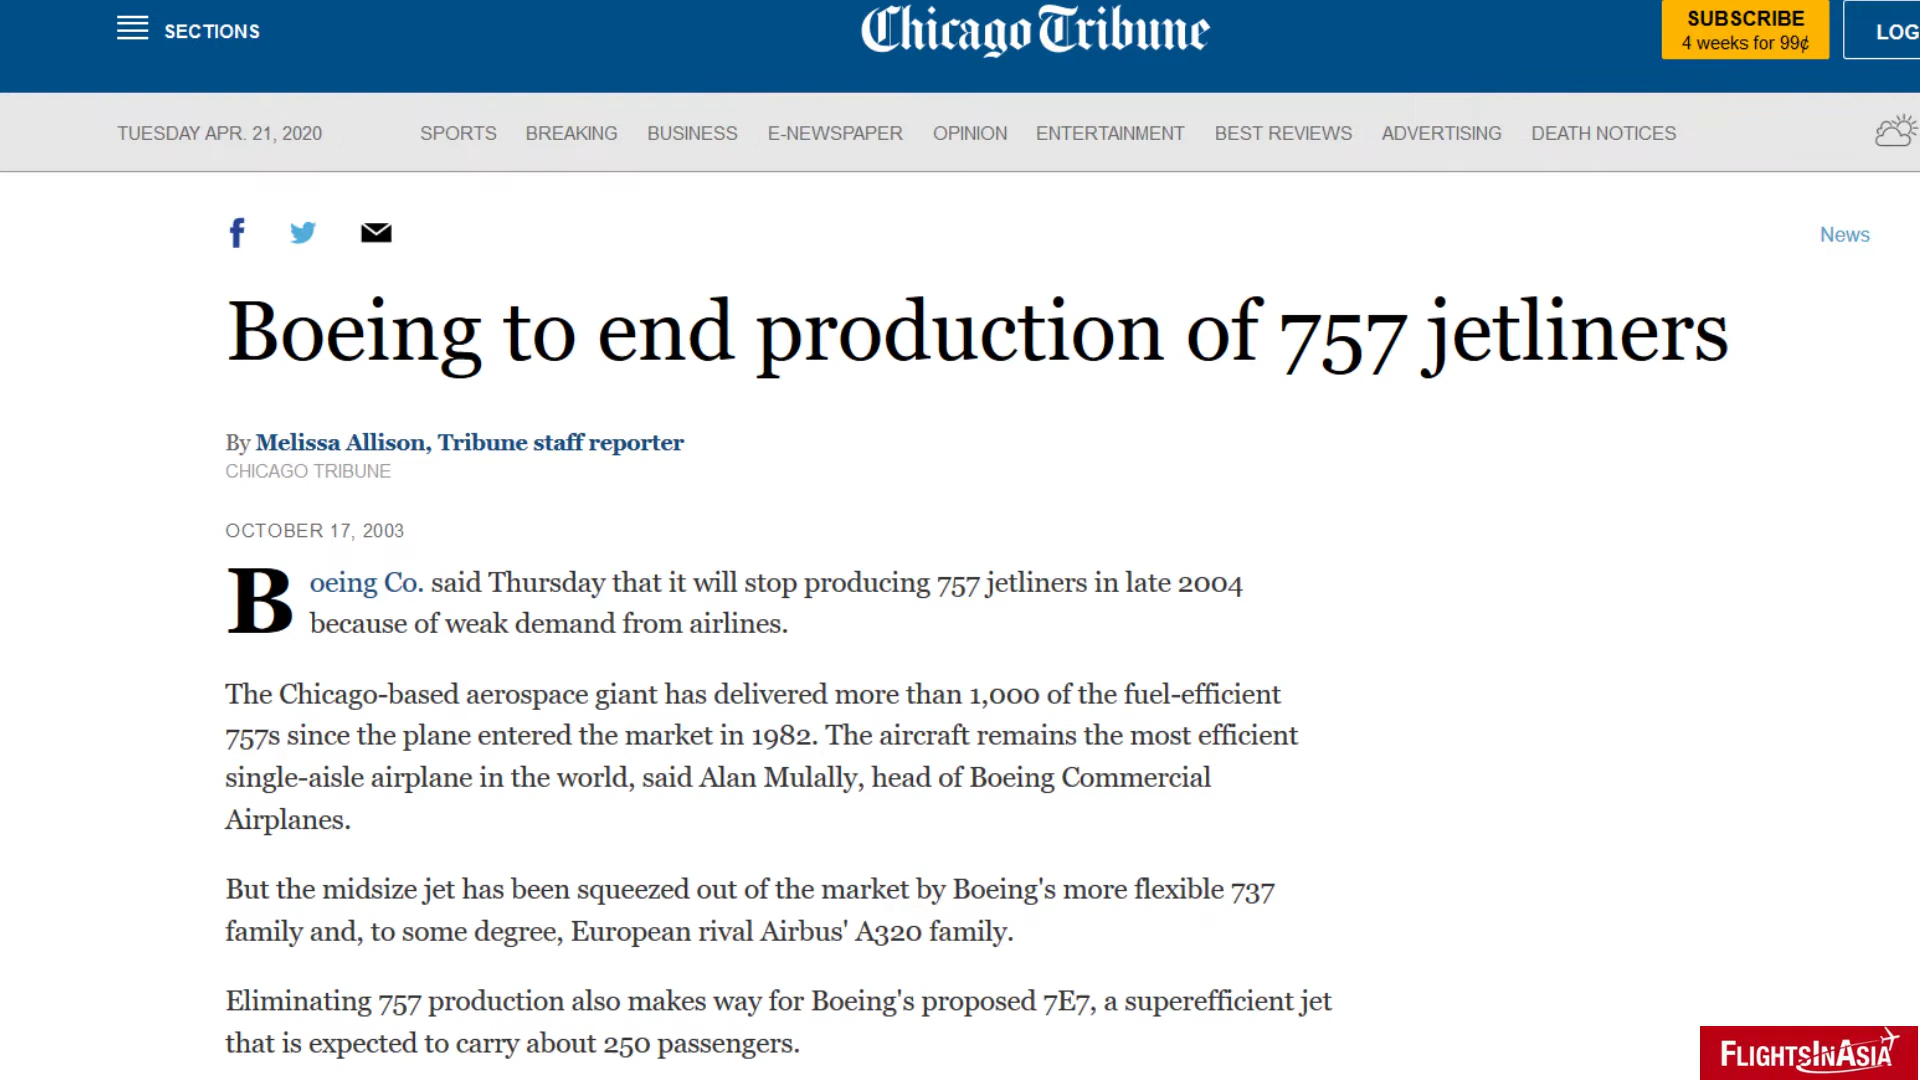 SECTIONS
Chicago Tribune
SUBSCRIBE
4 weeks for 99¢
LOG
TUESDAY APR. 21, 2020
SPORTS BREAKING BUSINESS E-NEWSPAPER OPINION ENTERTAINMENT BEST REVIEWS ADVERTISING DEATH NOTICES
News
Boeing to end production of 757 jetliners
By Melissa Allison, Tribune staff reporter
CHICAGO TRIBUNE
OCTOBER 17, 2003
Boeing Co. said Thursday that it will stop producing 757 jetliners in late 2004
because of weak demand from airlines.
The Chicago-based aerospace giant has delivered more than 1,000 of the fuel-efficient
757s since the plane entered the market in 1982. The aircraft remains the most efficient
single-aisle airplane in the world, said Alan Mulally, head of Boeing Commercial
Airplanes.
But the midsize jet has been squeezed out of the market by Boeing's more flexible 737
family and, to some degree, European rival Airbus' A320 family.
Eliminating 757 production also makes way for Boeing's proposed 7E7, a superefficient jet
that is expected to carry about 250 passengers.
FLIGHTSINASIA